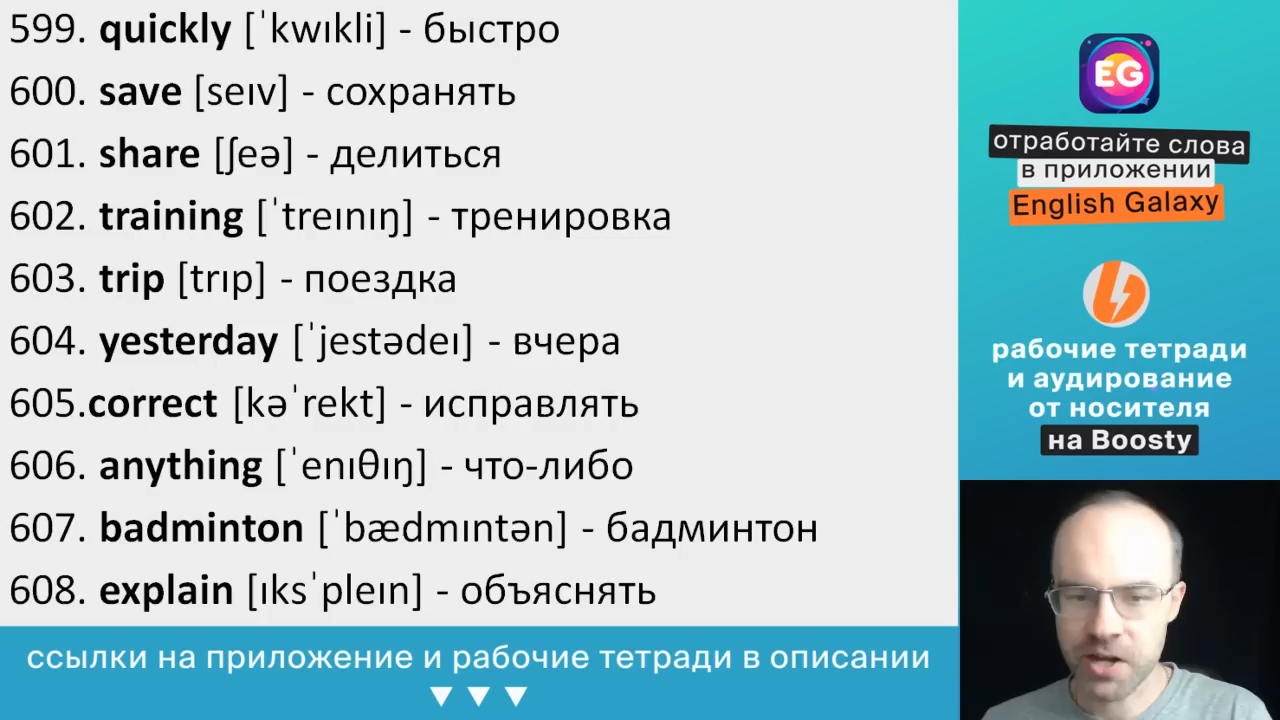 599. quickly [ˈkwɪkli] - быстро
600. save [seɪv] - сохранять
601. share [ʃeə] - делиться
602. training [ˈtreɪnɪŋ] - тренировка
603. trip [trɪp] - поездка
604. yesterday [ˈjestədeɪ] - вчера
605.correct [kəˈrekt] - исправлять
606. anything [ˈenɪθɪŋ] - что-либо
607. badminton [ˈbædmɪntən] - бадминтон
608. explain [ɪksˈpleɪn] - объяснять
ссылки на приложение и рабочие тетради в описании
EG
отработайте слова
в приложении
English Galaxy
рабочие тетради
и аудирование
от носителя
на Boosty